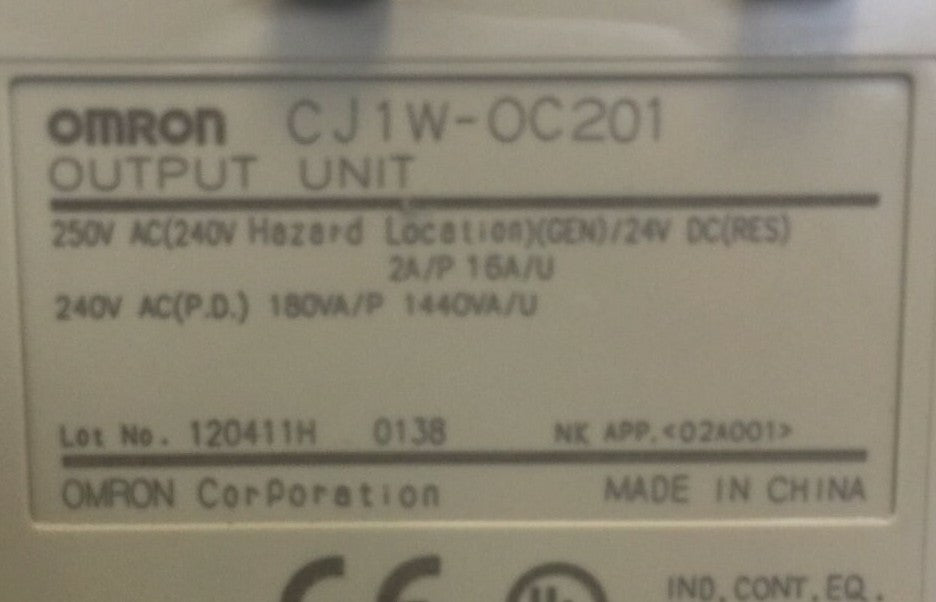 OMRON CJ1W-OC201
OUTPUT UNIT
250V AC(240V Hazard Location)(GEN)/24V DC(RES)
2A/P 16A/U
240V AC(P.D.) 180VA/P 1440VA/U
Lot No. 120411H 0138 NK APP.<02A001>
OMRON Corporation MADE IN CHINA
CE IND.CONT.EQ.